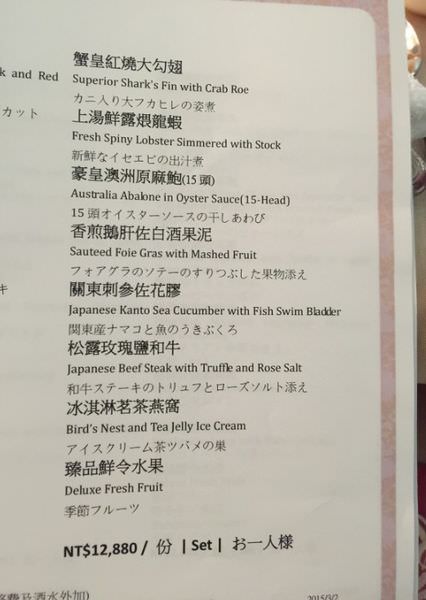 蟹皇紅燒大勾翅
k and Red
Superior Shark's Fin with Crab Roe
カニ入り大フカヒレの姿煮
カット
上湯鮮露煨龍蝦
Fresh Spiny Lobster Simmered with Stock
新鮮なイセエビの出汁煮
豪皇澳洲原麻鮑(15頭)
Australia Abalone in Oyster Sauce(15-Head)
15頭オイスターソースの干しあわび
香煎鵝肝佐白酒果泥
Sauteed Foie Gras with Mashed Fruit
フォアグラのソテーのすりつぶした果物添え
キ
關東刺參佐花膠
Japanese Kanto Sea Cucumber with Fish Swim Bladder
関東産ナマコと魚のうきぶくろ
松露玫瑰鹽和牛
Japanese Beef Steak with Truffle and Rose Salt
和牛ステーキのトリュフとローズソルト添え
冰淇淋茗茶燕窩
Bird's Nest and Tea Jelly Ice Cream
アイスクリーム茶ツバメの巣
臻品鮮令水果
Deluxe Fresh Fruit
季節フルーツ
NT$12,880 / 份 | Set | お一人様
費及酒水外加)
2015/3/2